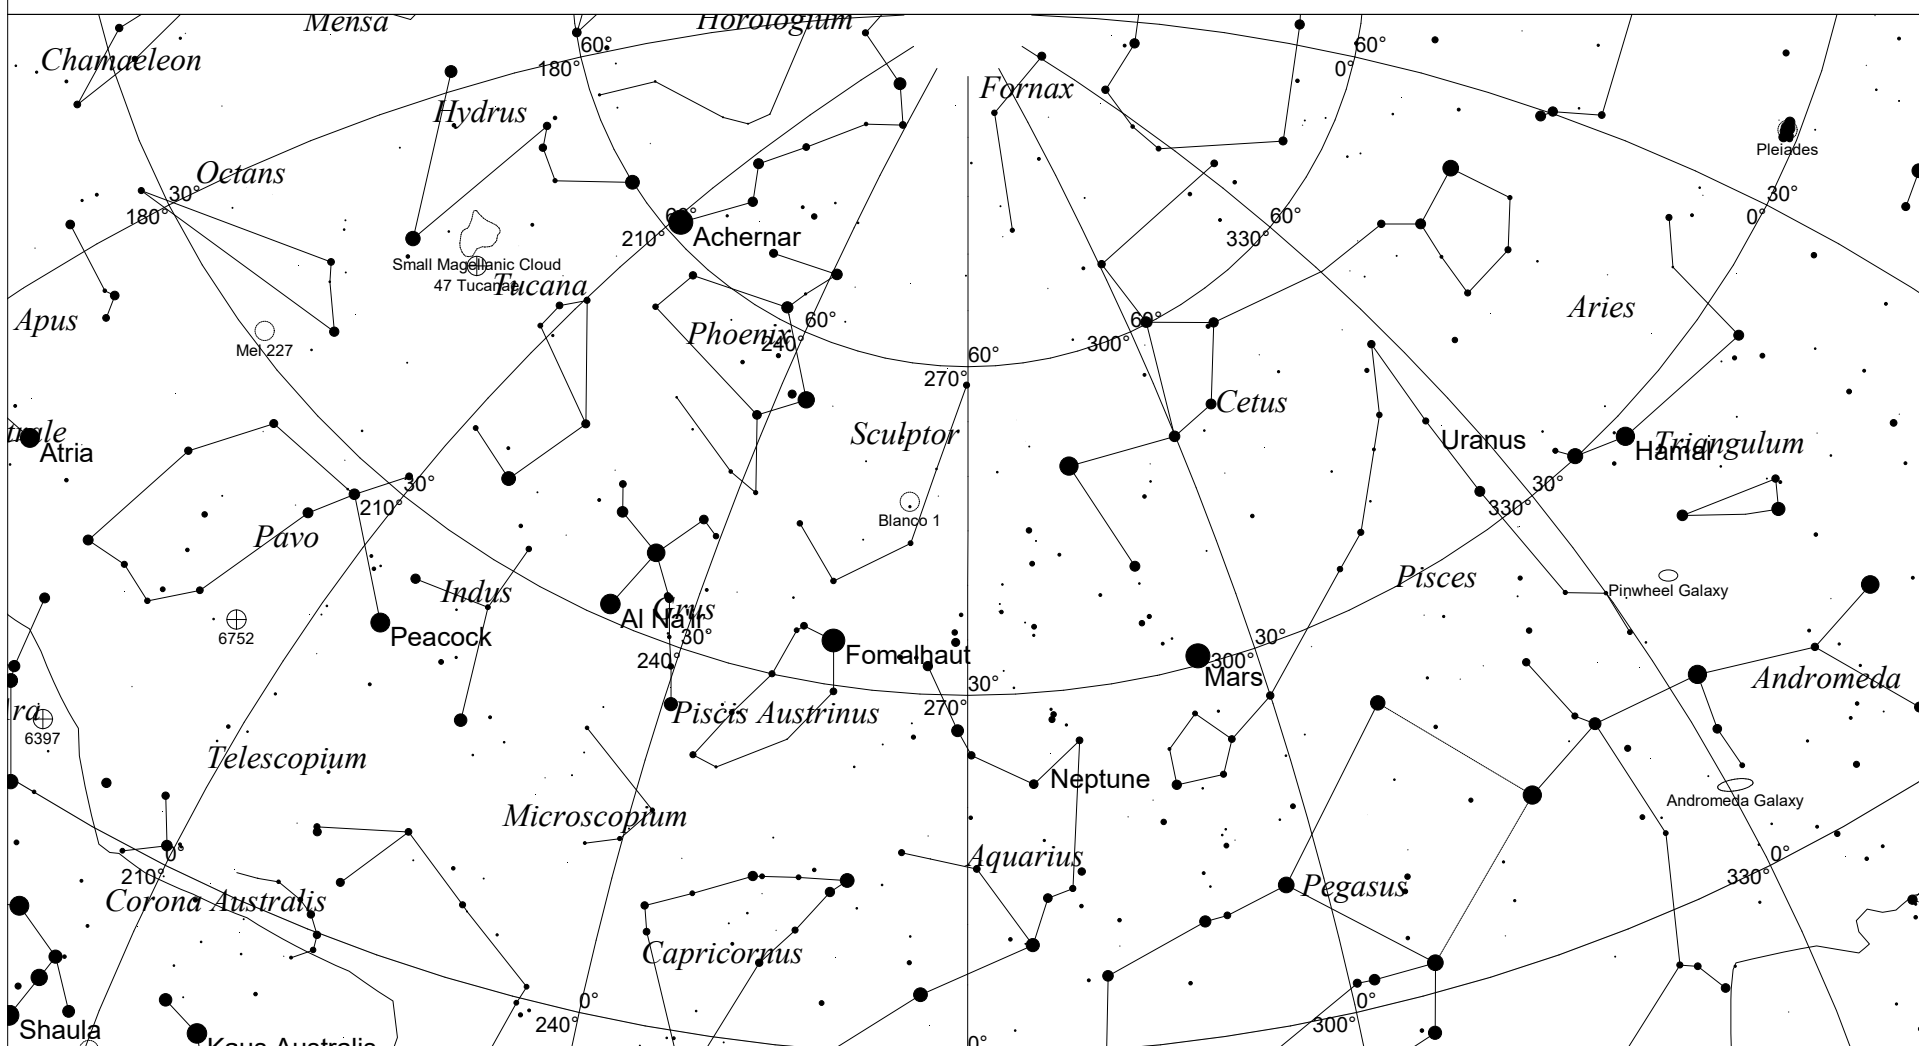 Mensa
Horologium
Chamaeleon
60°
180°
60°
0°
Fornax
Hydrus
Pleiades
Octans
30°
180°
30°
0°
60°
210°
Achernar
60°
330°
Small Magellanic Cloud
47 Tucanae
Tucana
Apus
Mel 227
Phoenix
60°
240°
60°
270°
60°
300°
Aries
Cetus
Sculptor
Uranus
Hamal
Triangulum
Atria
30°
210°
30°
330°
Blanco 1
Pavo
Indus
Pisces
Pinwheel Galaxy
6752
Peacock
Al Na'ir
Grus
30°
240°
Fomalhaut
30°
300°
Mars
30°
270°
Andromeda
6397
Piscis Austrinus
Telescopium
Neptune
Andromeda Galaxy
Microscopium
Aquarius
0°
210°
0°
330°
Pegasus
Corona Australis
Capricornus
0°
240°
0°
300°
Shaula
Kaus Australis
0°